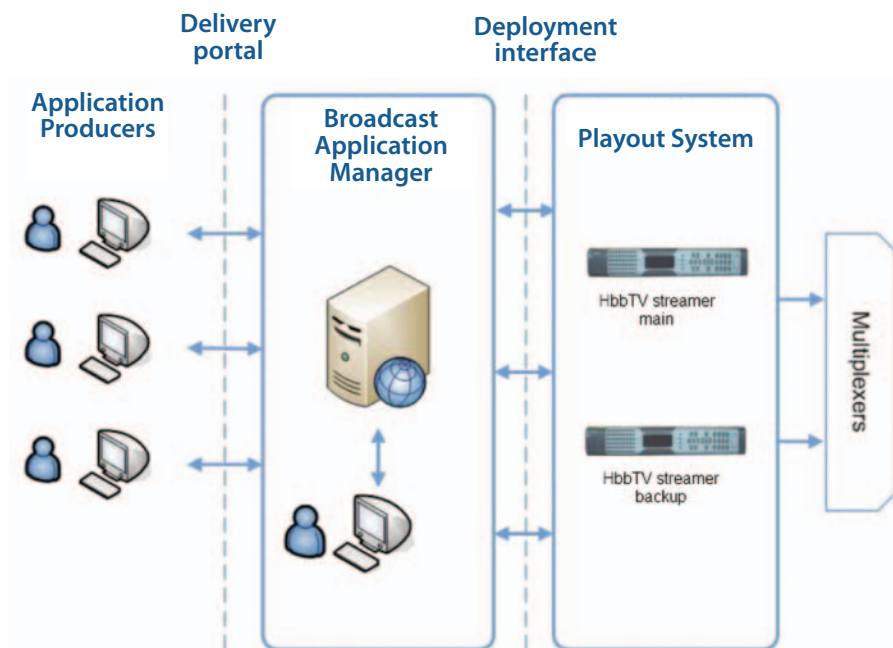 Delivery
portal
Deployment
interface
Application
Producers
Broadcast
Application
Manager
Playout System
HbbTV streamer
main
HbbTV streamer
backup
Multiplexers